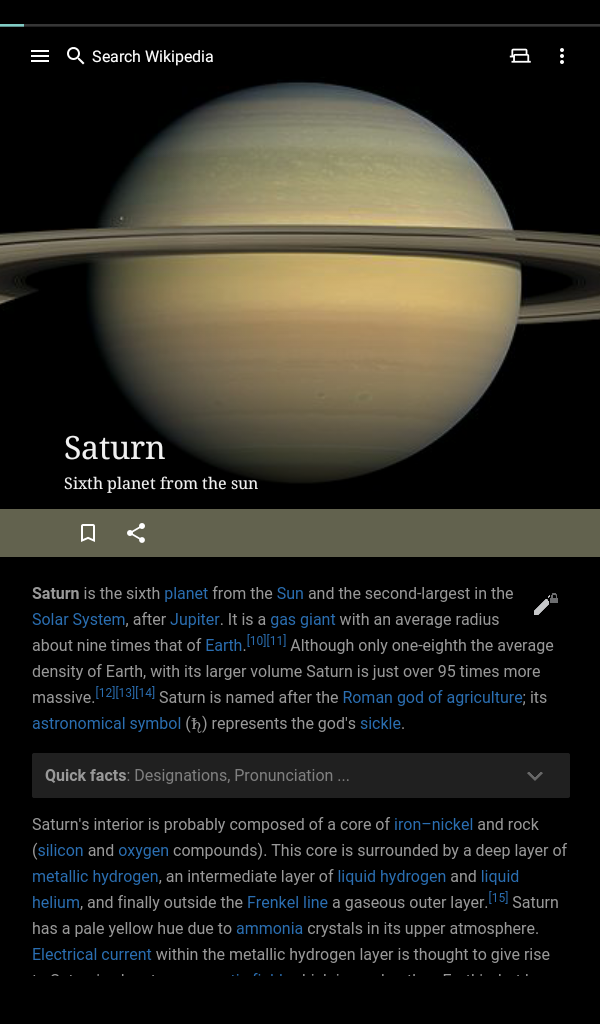 Search Wikipedia
Saturn
Sixth planet from the sun
Saturn is the sixth planet from the Sun and the second-largest in the
Solar System, after Jupiter. It is a gas giant with an average radius
about nine times that of Earth.[10][11] Although only one-eighth the average
density of Earth, with its larger volume Saturn is just over 95 times more
massive.[12][13][14] Saturn is named after the Roman god of agriculture; its
astronomical symbol (♄) represents the god's sickle.
Quick facts: Designations, Pronunciation ...
Saturn's interior is probably composed of a core of iron–nickel and rock
(silicon and oxygen compounds). This core is surrounded by a deep layer of
metallic hydrogen, an intermediate layer of liquid hydrogen and liquid
helium, and finally outside the Frenkel line a gaseous outer layer.[15] Saturn
has a pale yellow hue due to ammonia crystals in its upper atmosphere.
Electrical current within the metallic hydrogen layer is thought to give rise